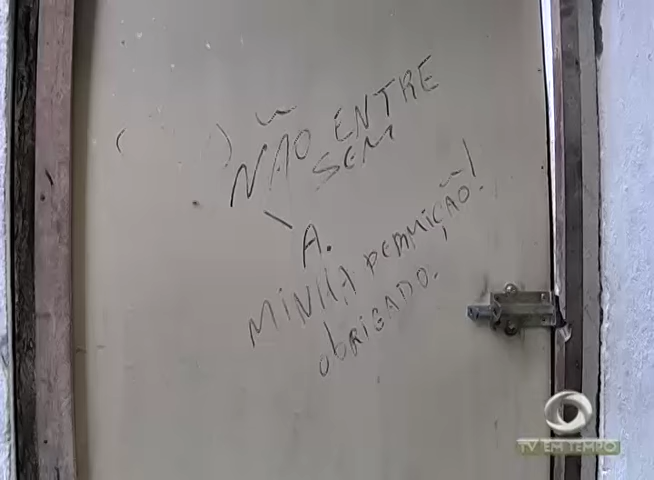 NÃO ENTRE
SEM
A.
MINHA PERMIÇÃO!
OBRIGADO.
TV EM TEMPO